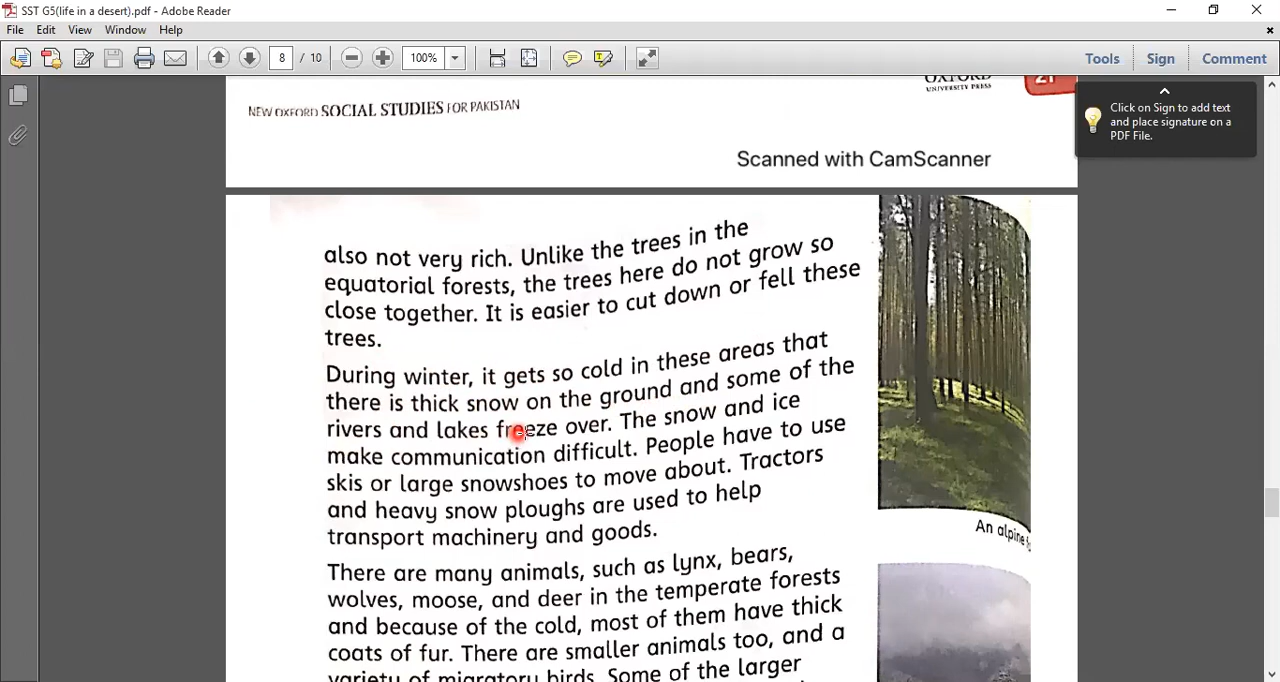 SST G5(life in a desert).pdf - Adobe Reader
File Edit View Window Help
8 / 10 100% Tools Sign Comment
OXFORD
UNIVERSITY PRESS
21
NEW OXFORD SOCIAL STUDIES FOR PAKISTAN
Click on Sign to add text
and place signature on a
PDF File.
Scanned with CamScanner
also not very rich. Unlike the trees in the
equatorial forests, the trees here do not grow so
close together. It is easier to cut down or fell these
trees.
During winter, it gets so cold in these areas that
there is thick snow on the ground and some of the
rivers and lakes freeze over. The snow and ice
make communication difficult. People have to use
skis or large snowshoes to move about. Tractors
and heavy snow ploughs are used to help
transport machinery and goods.
An alpine
There are many animals, such as lynx, bears,
wolves, moose, and deer in the temperate forests
and because of the cold, most of them have thick
coats of fur. There are smaller animals too, and a
variety of migratory birds. Some of the larger